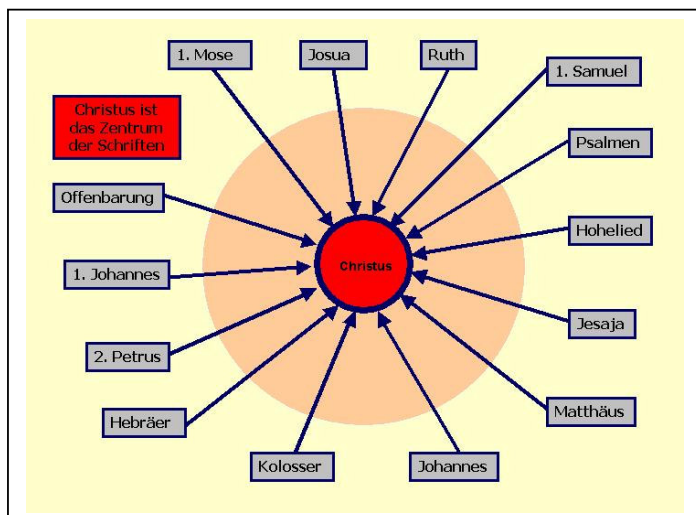 1. Mose
Josua
Ruth
1. Samuel
Christus ist
das Zentrum
der Schriften
Psalmen
Offenbarung
Hohelied
Christus
1. Johannes
Jesaja
2. Petrus
Matthäus
Hebräer
Kolosser
Johannes